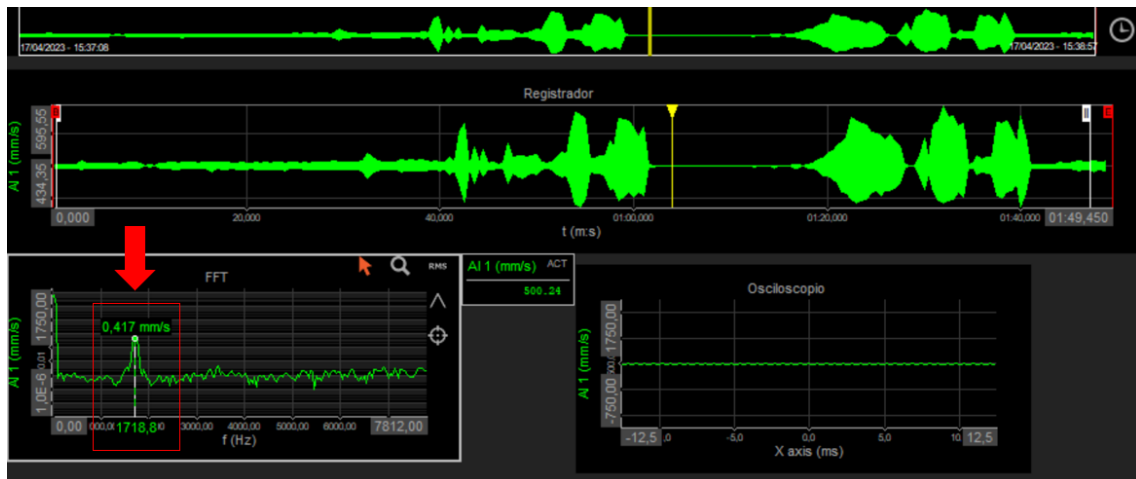 17/04/2023 - 15:37:08
17/04/2023 - 15:38:57
Registrador
AI 1 (mm/s)
595,55
434,35
0,000
20,000
40,000
01:00,000
01:20,000
01:40,000
01:49,450
t (m:s)
FFT
RMS
AI 1 (mm/s)
1750,00
0,01
1,0E-6
0,417 mm/s
0,00
1718,8
3000,00
4000,00
5000,00
6000,00
7812,00
f (Hz)
AI 1 (mm/s)
ACT
500.24
Osciloscopio
AI 1 (mm/s)
1750,00
-750,00
-12,5
-5,0
0,0
5,0
12,5
X axis (ms)